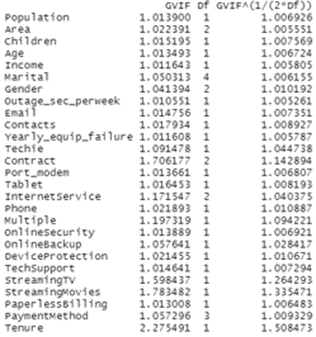 GVIF Df GVIF^(1/(2*Df))
Population 1.013900 1 1.006926
Area 1.022391 2 1.005551
Children 1.015195 1 1.007569
Age 1.013493 1 1.006724
Income 1.011643 1 1.005805
Marital 1.050313 4 1.006155
Gender 1.041394 2 1.010192
Outage_sec_perweek 1.010551 1 1.005261
Email 1.014756 1 1.007351
Contacts 1.017934 1 1.008927
Yearly_equip_failure 1.011608 1 1.005787
Techie 1.091478 1 1.044738
Contract 1.706177 2 1.142894
Port_modem 1.013661 1 1.006807
Tablet 1.016453 1 1.008193
InternetService 1.171547 2 1.040375
Phone 1.021893 1 1.010887
Multiple 1.197319 1 1.094221
OnlineSecurity 1.013889 1 1.006921
OnlineBackup 1.057641 1 1.028417
DeviceProtection 1.021455 1 1.010671
TechSupport 1.014641 1 1.007294
StreamingTV 1.598437 1 1.264293
StreamingMovies 1.783482 1 1.335471
PaperlessBilling 1.013008 1 1.006483
PaymentMethod 1.057296 3 1.009329
Tenure 2.275491 1 1.508473